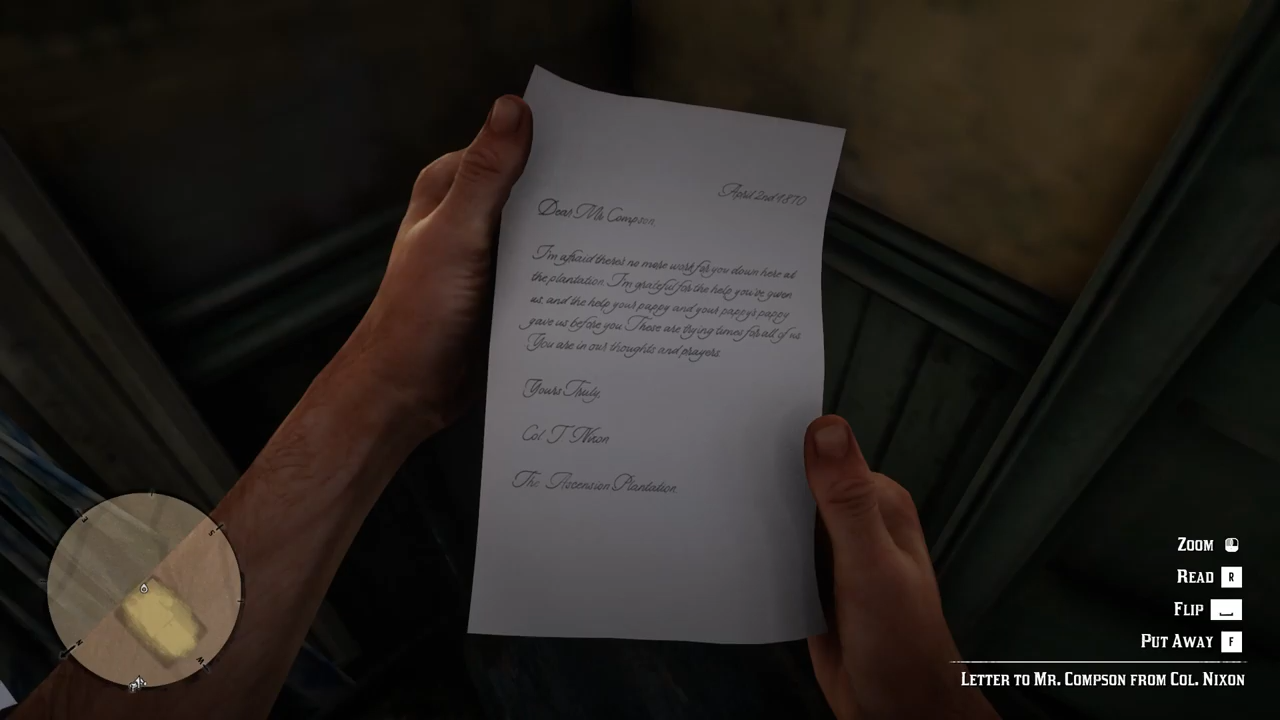 April 2nd 1870
Dear Mr Compson,
I'm afraid there's no more work for you down here at
the plantation. I'm grateful for the help you've given
us, and the help your pappy and your pappy's pappy
gave us before you. These are trying times for all of us.
You are in our thoughts and prayers.
Yours Truly,
Col. T Nixon
The Ascension Plantation.
ZOOM
READ R
FLIP
PUT AWAY F
LETTER TO MR. COMPSON FROM COL. NIXON